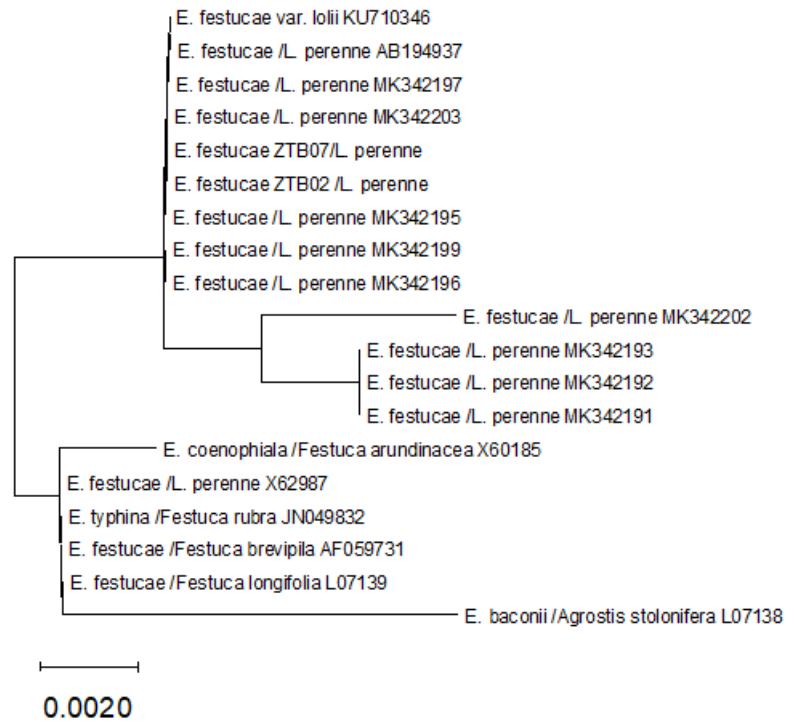 E. festucae var. lolii KU710346
E. festucae /L. perenne AB194937
E. festucae /L. perenne MK342197
E. festucae /L. perenne MK342203
E. festucae ZTB07/L. perenne
E. festucae ZTB02 /L. perenne
E. festucae /L. perenne MK342195
E. festucae /L. perenne MK342199
E. festucae /L. perenne MK342196
E. festucae /L. perenne MK342202
E. festucae /L. perenne MK342193
E. festucae /L. perenne MK342192
E. festucae /L. perenne MK342191
E. coenophiala /Festuca arundinacea X60185
E. festucae /L. perenne X62987
E. typhina /Festuca rubra JN049832
E. festucae /Festuca brevipila AF059731
E. festucae /Festuca longifolia L07139
E. baconii /Agrostis stolonifera L07138
0.0020